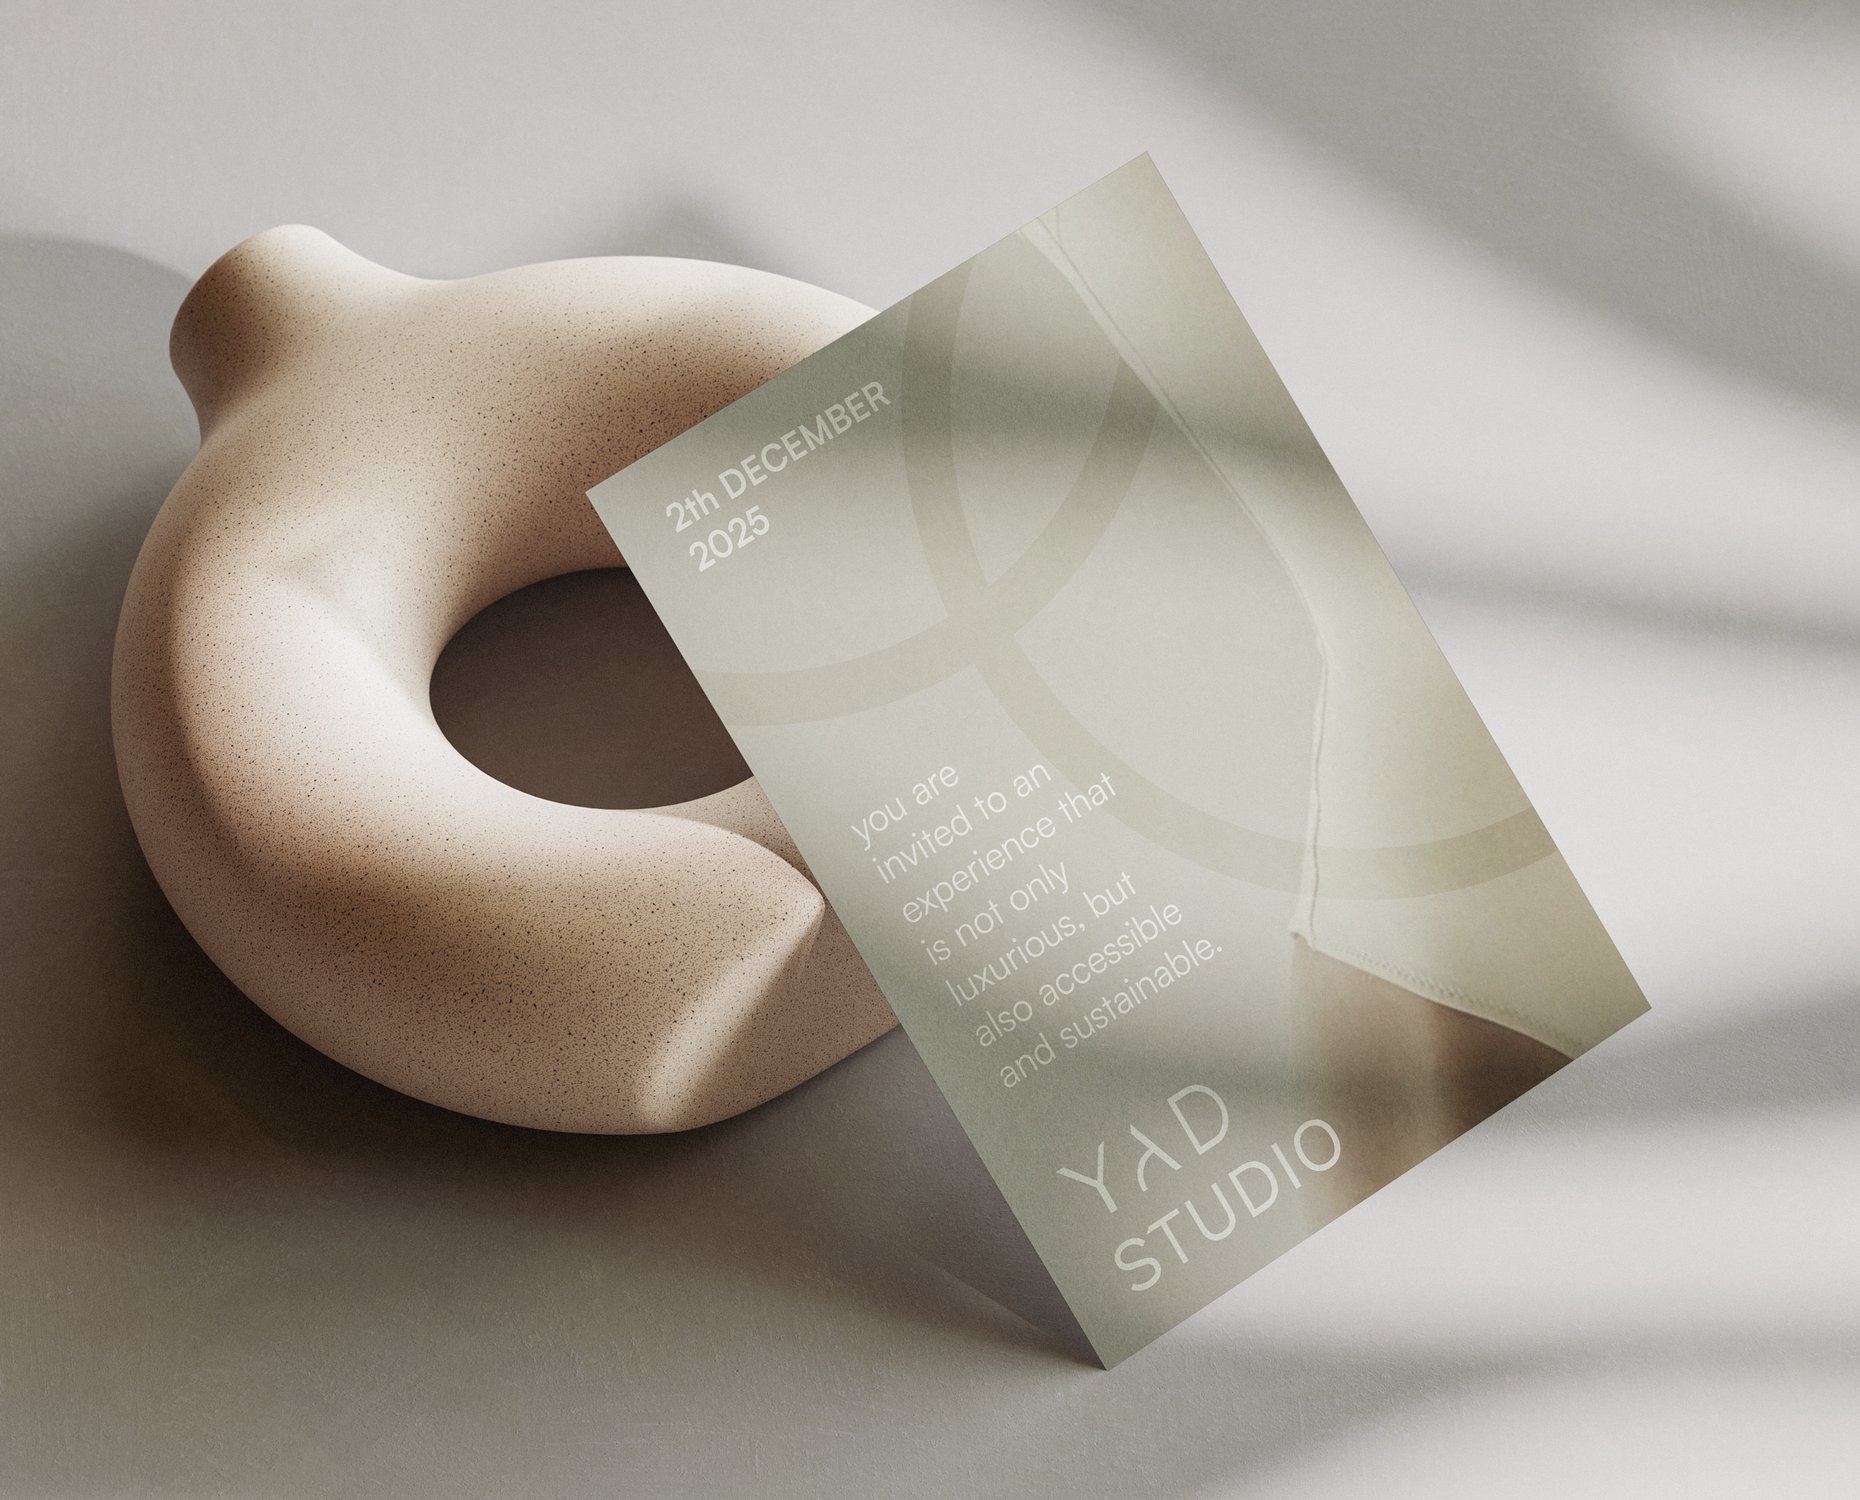 2th DECEMBER
2025
you are
invited to an
experience that
is not only
luxurious, but
also accessible
and sustainable.
YAD
STUDIO